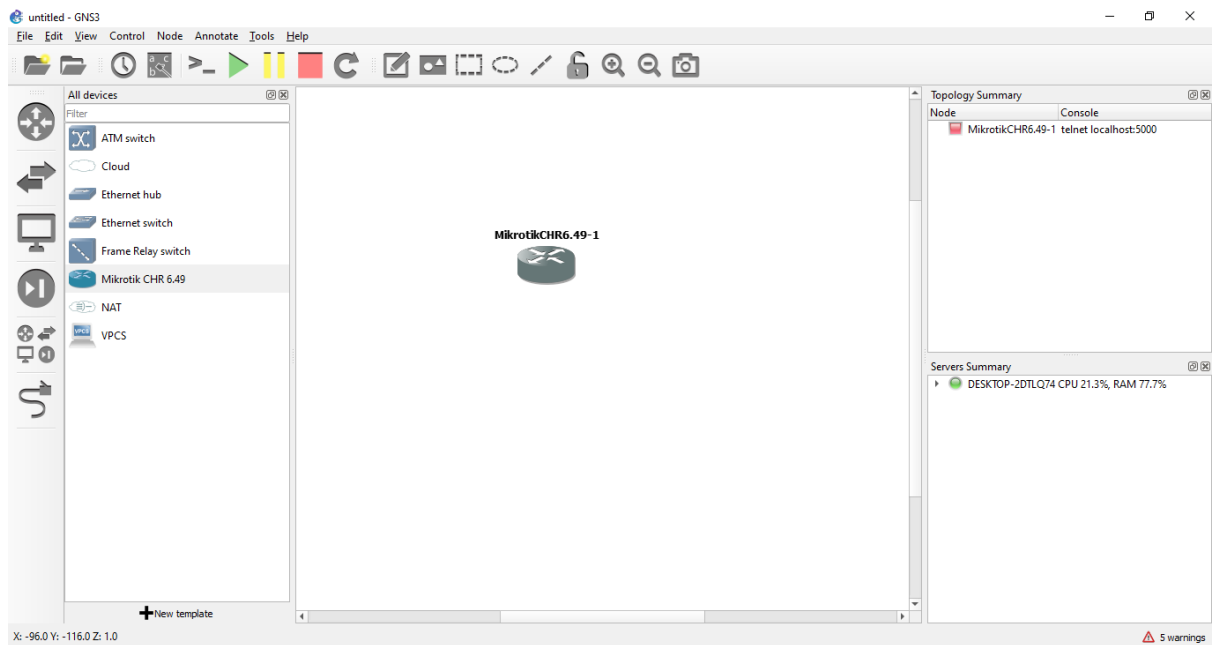 untitled - GNS3
File Edit View Control Node Annotate Tools Help
All devices
Filter
ATM switch
Cloud
Ethernet hub
Ethernet switch
Frame Relay switch
Mikrotik CHR 6.49
NAT
VPCS
New template
MikrotikCHR6.49-1
Topology Summary
Node Console
MikrotikCHR6.49-1 telnet localhost:5000
Servers Summary
DESKTOP-2DTLQ74 CPU 21.3%, RAM 77.7%
X: -96.0 Y: -116.0 Z: 1.0
5 warnings